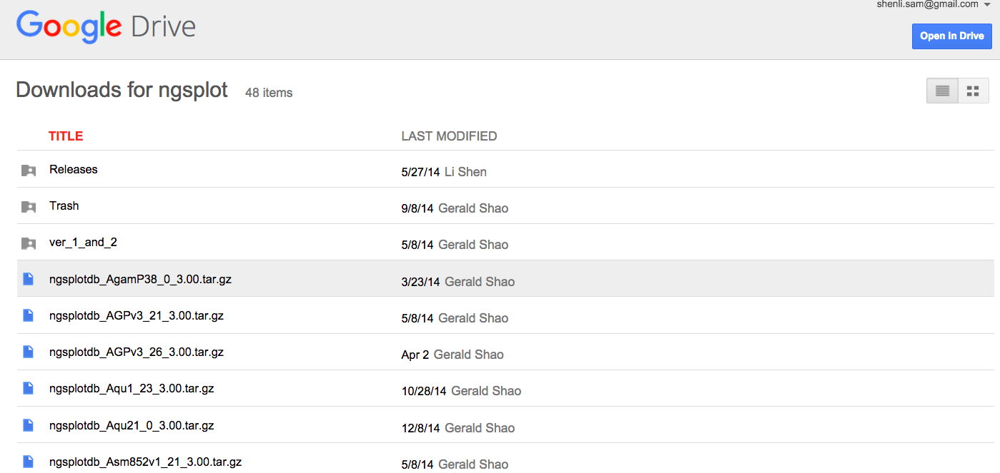 shenli.sam@gmail.com
Google Drive
Open in Drive
Downloads for ngsplot 48 items
TITLE LAST MODIFIED
Releases 5/27/14 Li Shen
Trash 9/8/14 Gerald Shao
ver_1_and_2 5/8/14 Gerald Shao
ngsplotdb_AgamP38_0_3.00.tar.gz 3/23/14 Gerald Shao
ngsplotdb_AGPv3_21_3.00.tar.gz 5/8/14 Gerald Shao
ngsplotdb_AGPv3_26_3.00.tar.gz Apr 2 Gerald Shao
ngsplotdb_Aqu1_23_3.00.tar.gz 10/28/14 Gerald Shao
ngsplotdb_Aqu21_0_3.00.tar.gz 12/8/14 Gerald Shao
ngsplotdb_Asm852v1_21_3.00.tar.gz 5/8/14 Gerald Shao